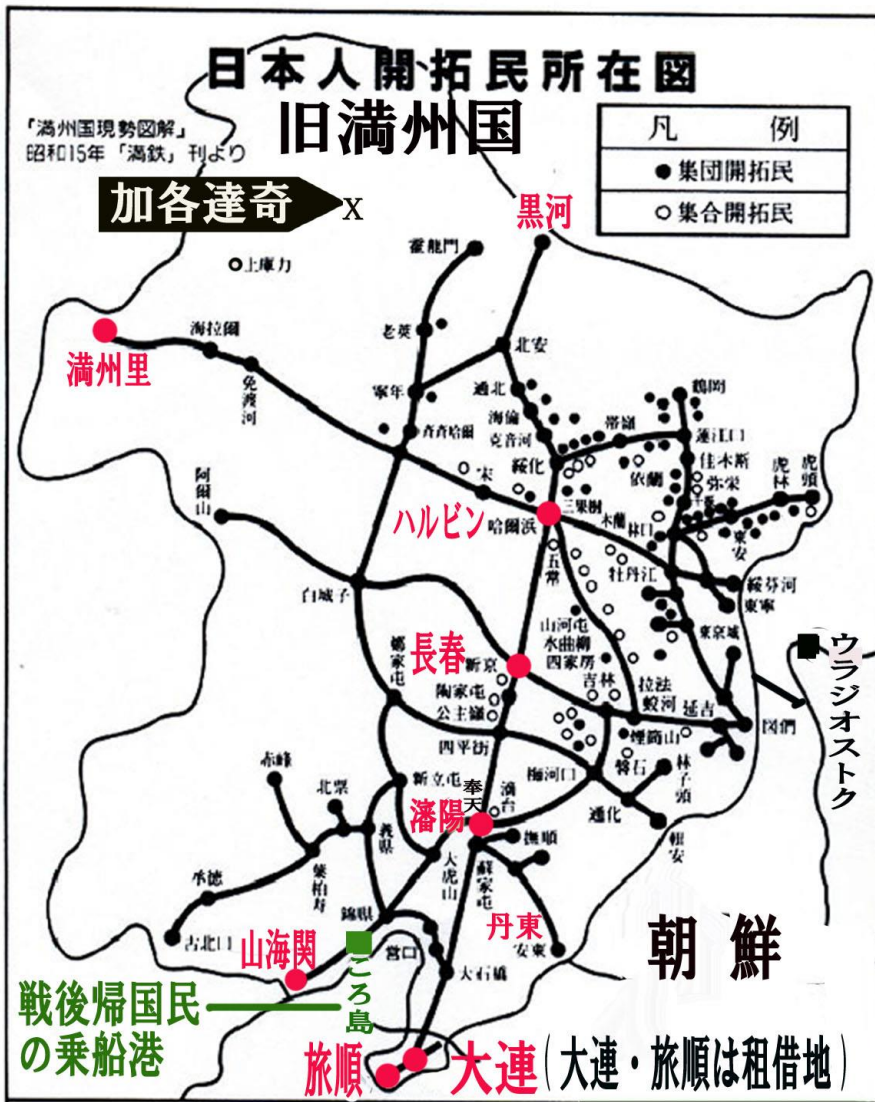 日本人開拓民所在図
旧満州国
「満州国現勢図解」
昭和15年「満鉄」刊より
凡 例
●集団開拓民
○集合開拓民
加各達奇
X
黒河
霍龍門
上庫力
満州里
海拉爾
免渡河
老莱
北安
寧年
通北
海倫
克音河
鶴岡
帯嶺
蓮江口
斉斉哈爾
綏化
佳木斯
依蘭
弥栄
虎林
虎頭
宋
阿爾山
ハルビン
哈爾浜
三果樹
木蘭
林口
東安
五常
牡丹江
綏芬河
東寧
白城子
山河屯
水曲柳
四家房
東京城
ウラジオストク
長春
新京
吉林
拉法
蛟河
延吉
図們
陶家屯
公主嶺
鄭家屯
四平街
煙筒山
梅河口
磐石
林子頭
通化
輯安
赤峰
北票
新立屯
奉天
瀋陽
義県
撫順
大虎山
蘇家屯
承徳
葉柏寿
錦県
古北口
山海関
営口
大石橋
丹東
安東
朝鮮
ころ島
戦後帰国民
の乗船港
旅順
大連(大連・旅順は租借地)